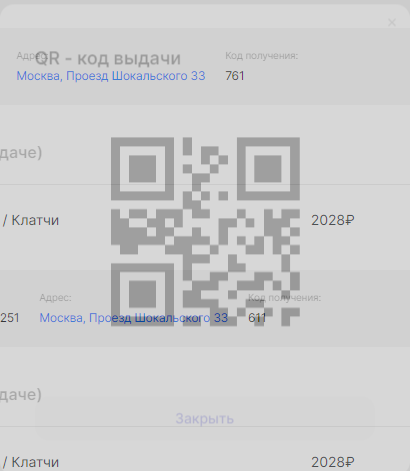 Адрес: Код получения:
QR - код выдачи
Москва, Проезд Шокальского 33 761
даче)
/ Клатчи 2028₽
Адрес: Код получения:
251 Москва, Проезд Шокальского 33 611
даче)
Закрыть
/ Клатчи 2028₽